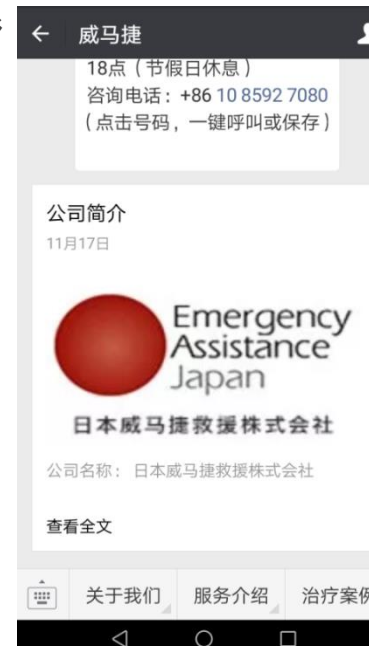 威马捷
18点（节假日休息）
咨询电话：+86 10 8592 7080
（点击号码，一键呼叫或保存）
公司简介
11月17日
Emergency
Assistance
Japan
日本威马捷救援株式会社
公司名称： 日本威马捷救援株式会社
查看全文
关于我们 服务介绍 治疗案例